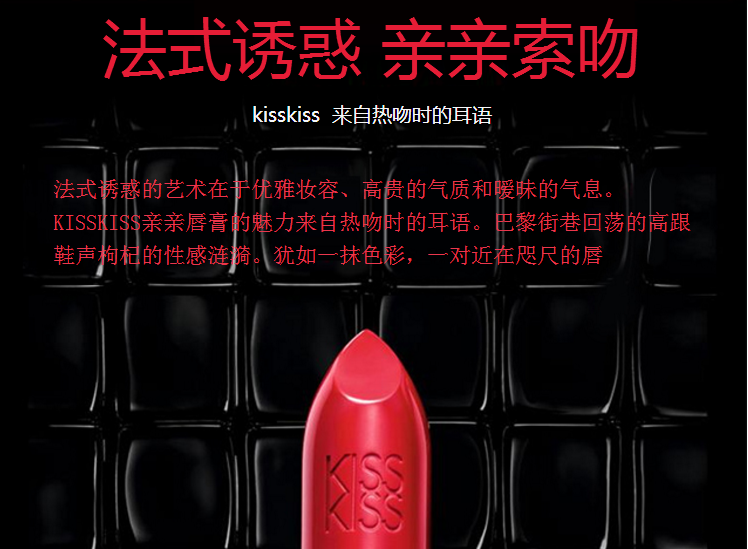 法式诱惑 亲亲索吻
kisskiss 来自热吻时的耳语
法式诱惑的艺术在于优雅妆容、高贵的气质和暧昧的气息。
KISSKISS亲亲唇膏的魅力来自热吻时的耳语。巴黎街巷回荡的高跟
鞋声枸杞的性感涟漪。犹如一抹色彩，一对近在咫尺的唇
KISS
KISS